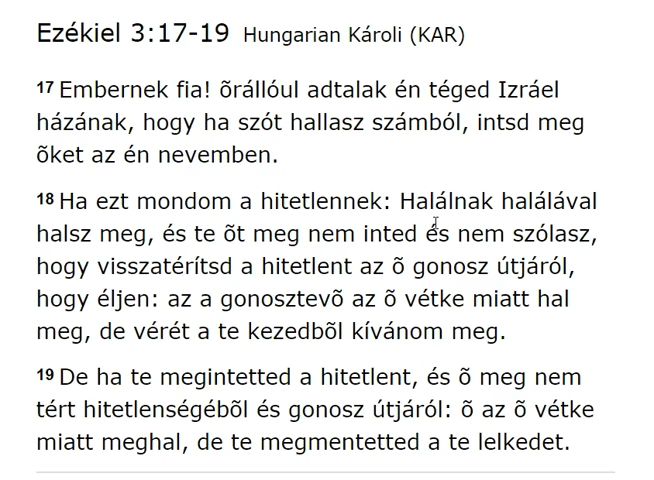 Ezékiel 3:17-19 Hungarian Károli (KAR)
17 Embernek fia! õrállóul adtalak én téged Izráel
házának, hogy ha szót hallasz számból, intsd meg
õket az én nevemben.
18 Ha ezt mondom a hitetlennek: Halálnak halálával
halsz meg, és te õt meg nem inted és nem szólasz,
hogy visszatérítsd a hitetlent az õ gonosz útjáról,
hogy éljen: az a gonosztevõ az õ vétke miatt hal
meg, de vérét a te kezedbõl kívánom meg.
19 De ha te megintetted a hitetlent, és õ meg nem
tért hitetlenségébõl és gonosz útjáról: õ az õ vétke
miatt meghal, de te megmentetted a te lelkedet.